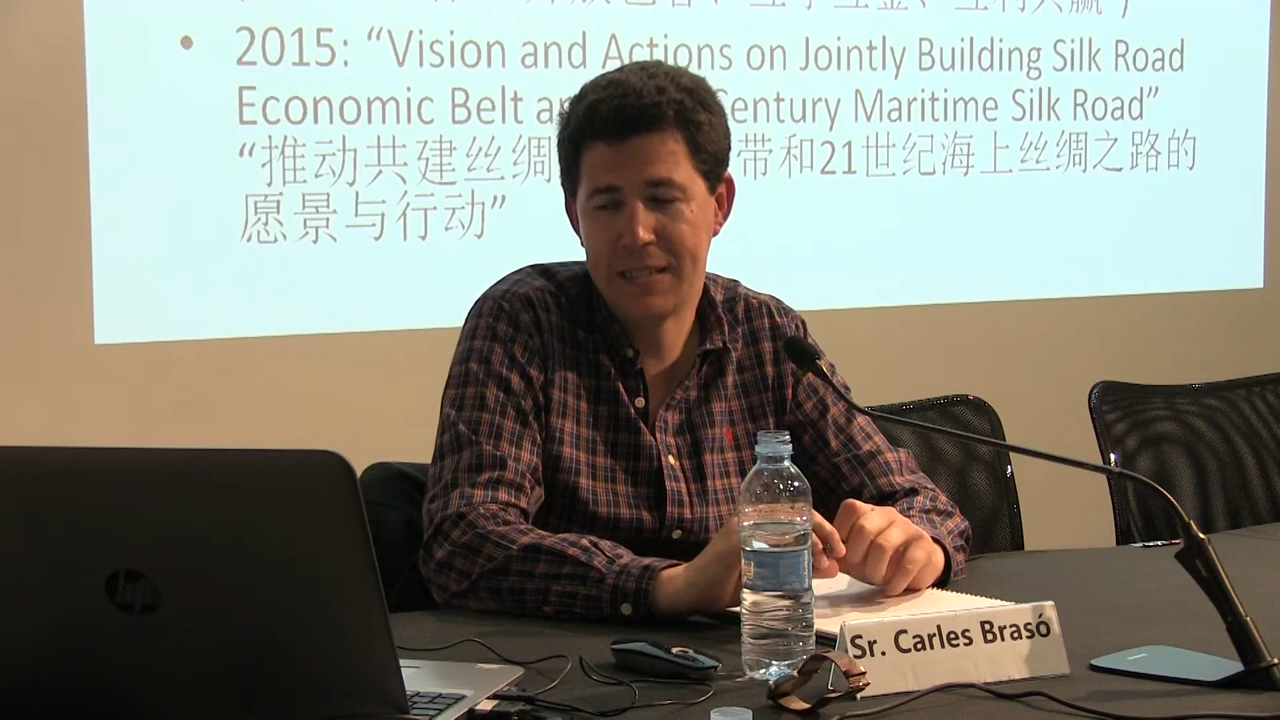 2015: “Vision and Actions on Jointly Building Silk Road
Economic Belt Century Maritime Silk Road”
“推动共建丝绸 带和21世纪海上丝绸之路的
愿景与行动”
hp
Sr. Carles Brasó